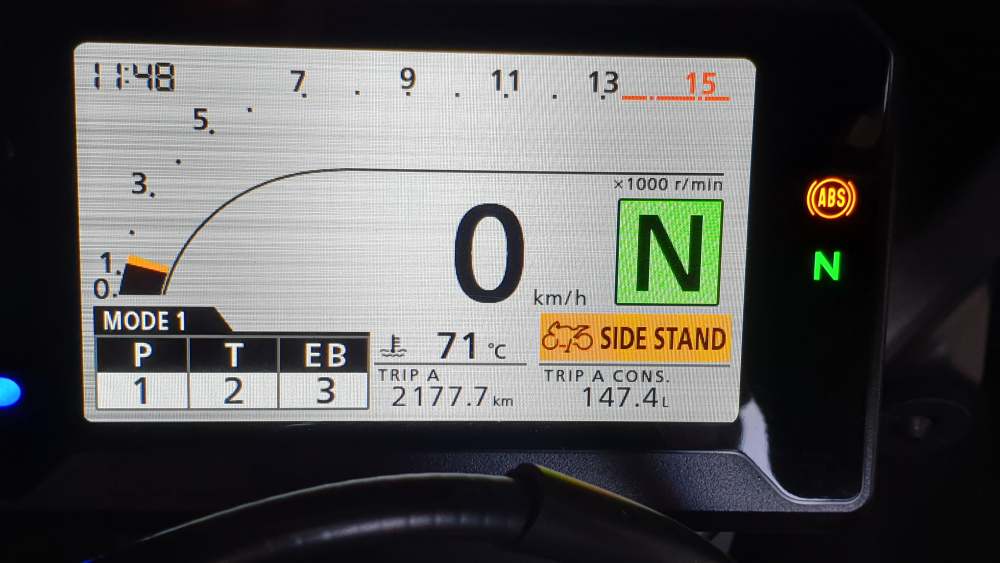 11:48
7 9 11 13 15
5
3
×1000 r/min
1
0
0 km/h
N
ABS
N
MODE 1
P T EB
1 2 3
71 °C
SIDE STAND
TRIP A
2177.7 km
TRIP A CONS.
147.4 L